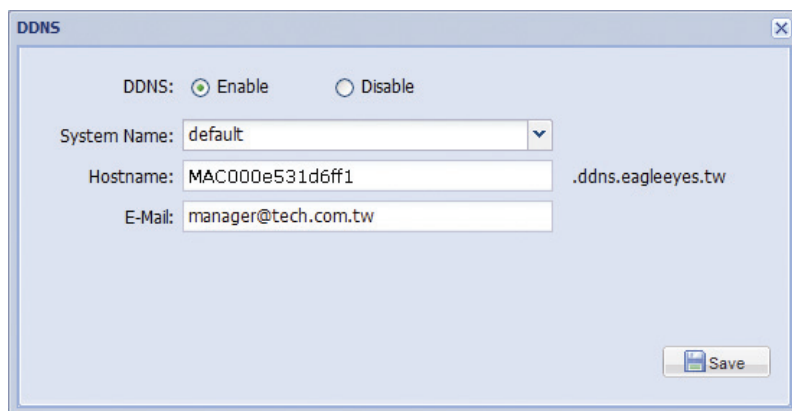 DDNS
DDNS: Enable Disable
System Name: default
Hostname: MAC000e531d6ff1 .ddns.eagleeyes.tw
E-Mail: manager@tech.com.tw
Save